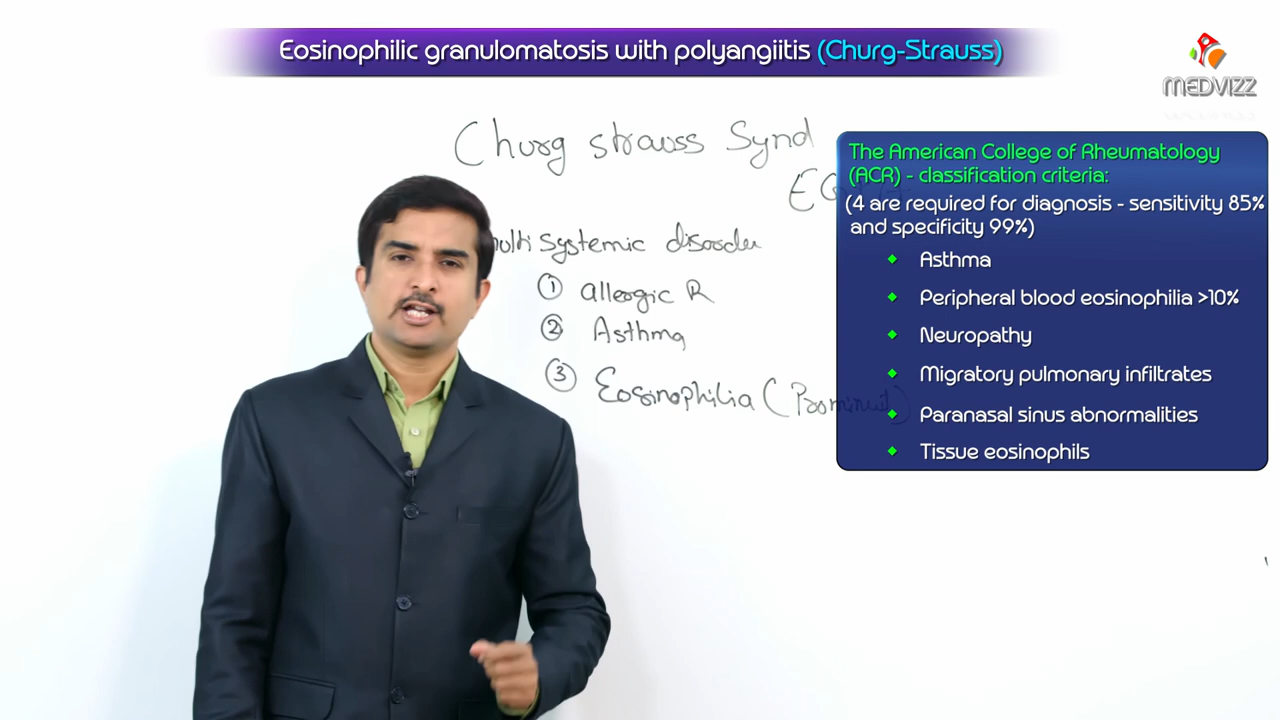 Eosinophilic granulomatosis with polyangiitis (Churg-Strauss)
MEDVIZZ
Churg strauss Synd
multi systemic disorder
① Allergic R
② Asthma
③ Eosinophilia (Prominent)
The American College of Rheumatology
(ACR) - classification criteria:
(4 are required for diagnosis - sensitivity 85%
and specificity 99%)
Asthma
Peripheral blood eosinophilia >10%
Neuropathy
Migratory pulmonary infiltrates
Paranasal sinus abnormalities
Tissue eosinophils